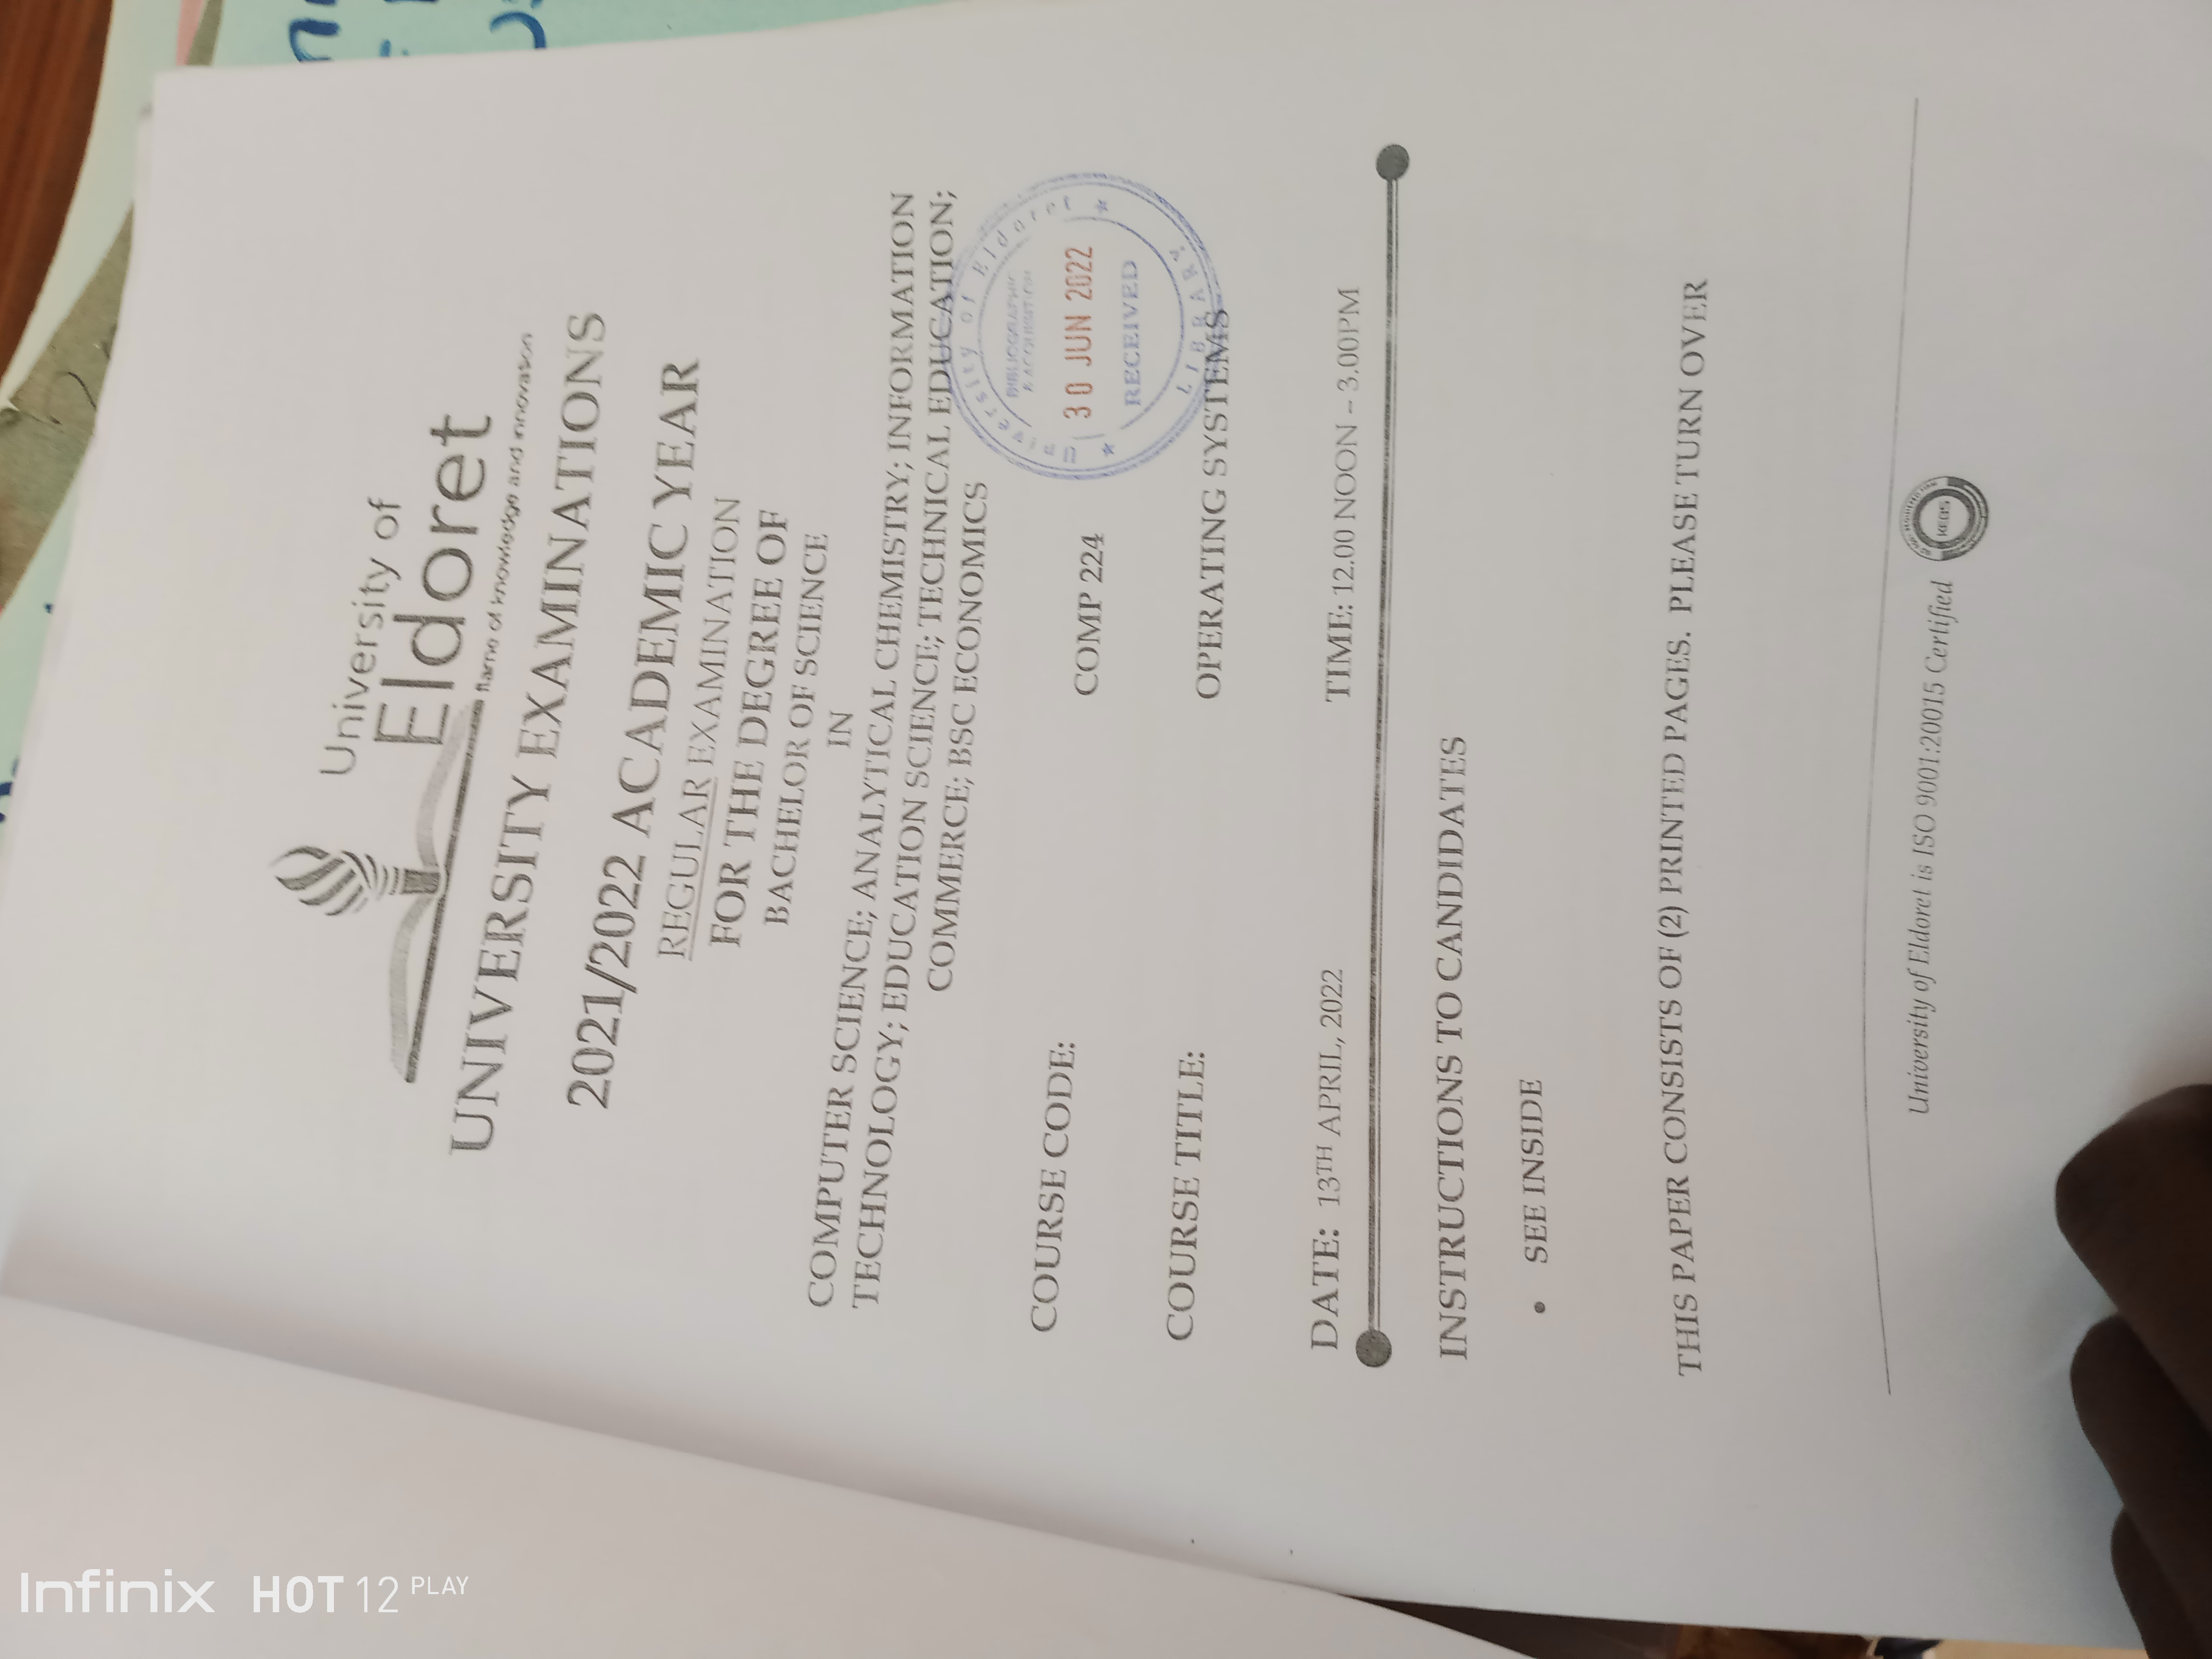 Infinix HOT 12 PLAY
University of
Eldoret
flame of knowledge and innovation
UNIVERSITY EXAMINATIONS
2021/2022 ACADEMIC YEAR
REGULAR EXAMINATION
FOR THE DEGREE OF
BACHELOR OF SCIENCE
IN
COMPUTER SCIENCE; ANALYTICAL CHEMISTRY; INFORMATION
TECHNOLOGY; EDUCATION SCIENCE; TECHNICAL EDUCATION;
COMMERCE; BSC ECONOMICS
University of Eldoret
BIBLIOGRAPHIC
& ACQUISITION
30 JUN 2022
RECEIVED
LIBRARY
COURSE CODE: COMP 224
COURSE TITLE: OPERATING SYSTEMS
DATE: 13TH APRIL, 2022 TIME: 12.00 NOON – 3.00PM
INSTRUCTIONS TO CANDIDATES
• SEE INSIDE
THIS PAPER CONSISTS OF (2) PRINTED PAGES. PLEASE TURN OVER
University of Eldoret is ISO 9001:20015 Certified
KEBS